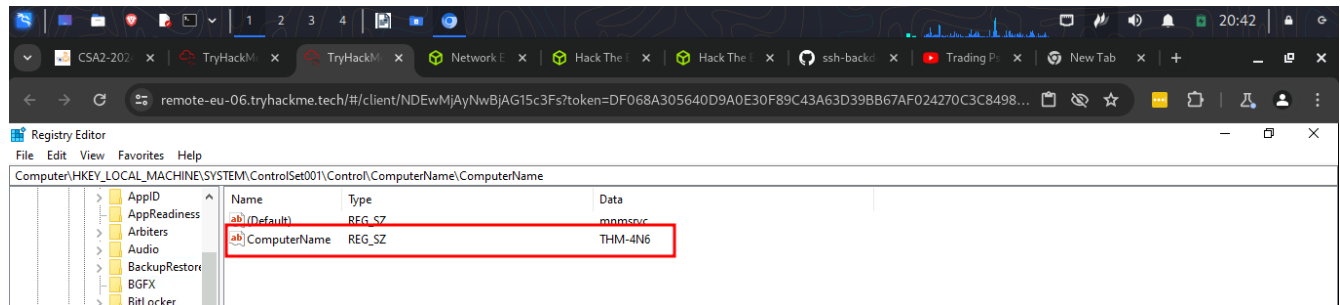 1 2 3 4 20:42
CSA2-202 TryHackM TryHackM Network E Hack The Hack The ssh-backd Trading Ps New Tab
remote-eu-06.tryhackme.tech/#/client/NDEwMjAyNwBjAG15c3Fs?token=DF068A305640D9A0E30F89C43A63D39BB67AF024270C3C8498...
Registry Editor
File Edit View Favorites Help
Computer\HKEY_LOCAL_MACHINE\SYSTEM\ControlSet001\Control\ComputerName\ComputerName
AppID Name Type Data
AppReadiness ab (Default) REG_SZ mnmsrvc
Arbiters ab ComputerName REG_SZ THM-4N6
Audio
BackupRestore
BGFX
BitLocker